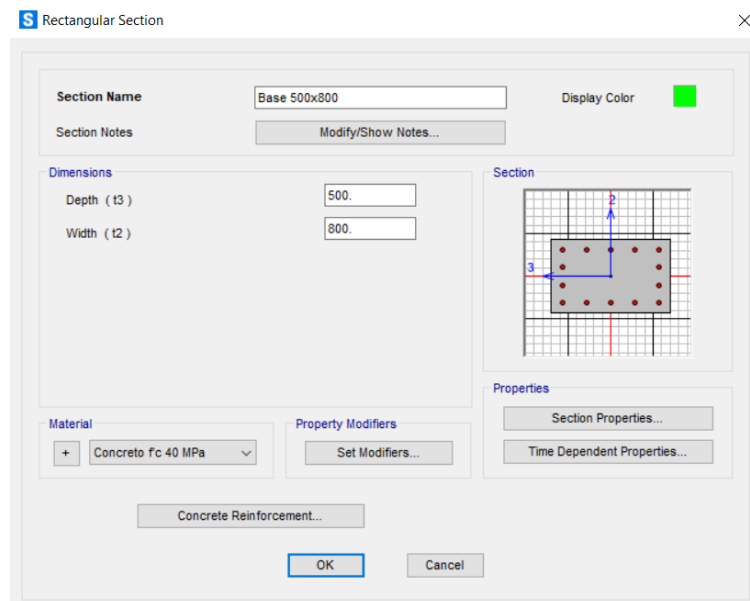 S Rectangular Section
Section Name
Base 500x800
Display Color
Section Notes
Modify/Show Notes...
Dimensions
Depth ( t3 )
500.
Width ( t2 )
800.
Section
2
3
Properties
Section Properties...
Time Dependent Properties...
Material
+
Concreto f'c 40 MPa
Property Modifiers
Set Modifiers...
Concrete Reinforcement...
OK
Cancel